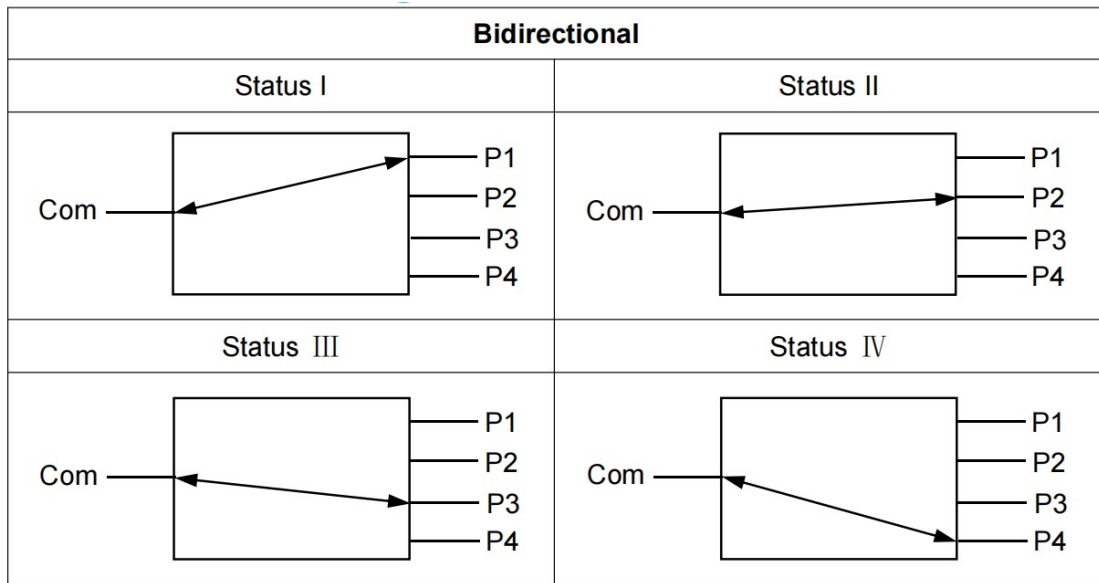 Bidirectional
Status I
Status II
P1
P2
Com
P3
P4
P1
P2
Com
P3
P4
Status Ⅲ
Status Ⅳ
P1
P2
Com
P3
P4
P1
P2
Com
P3
P4